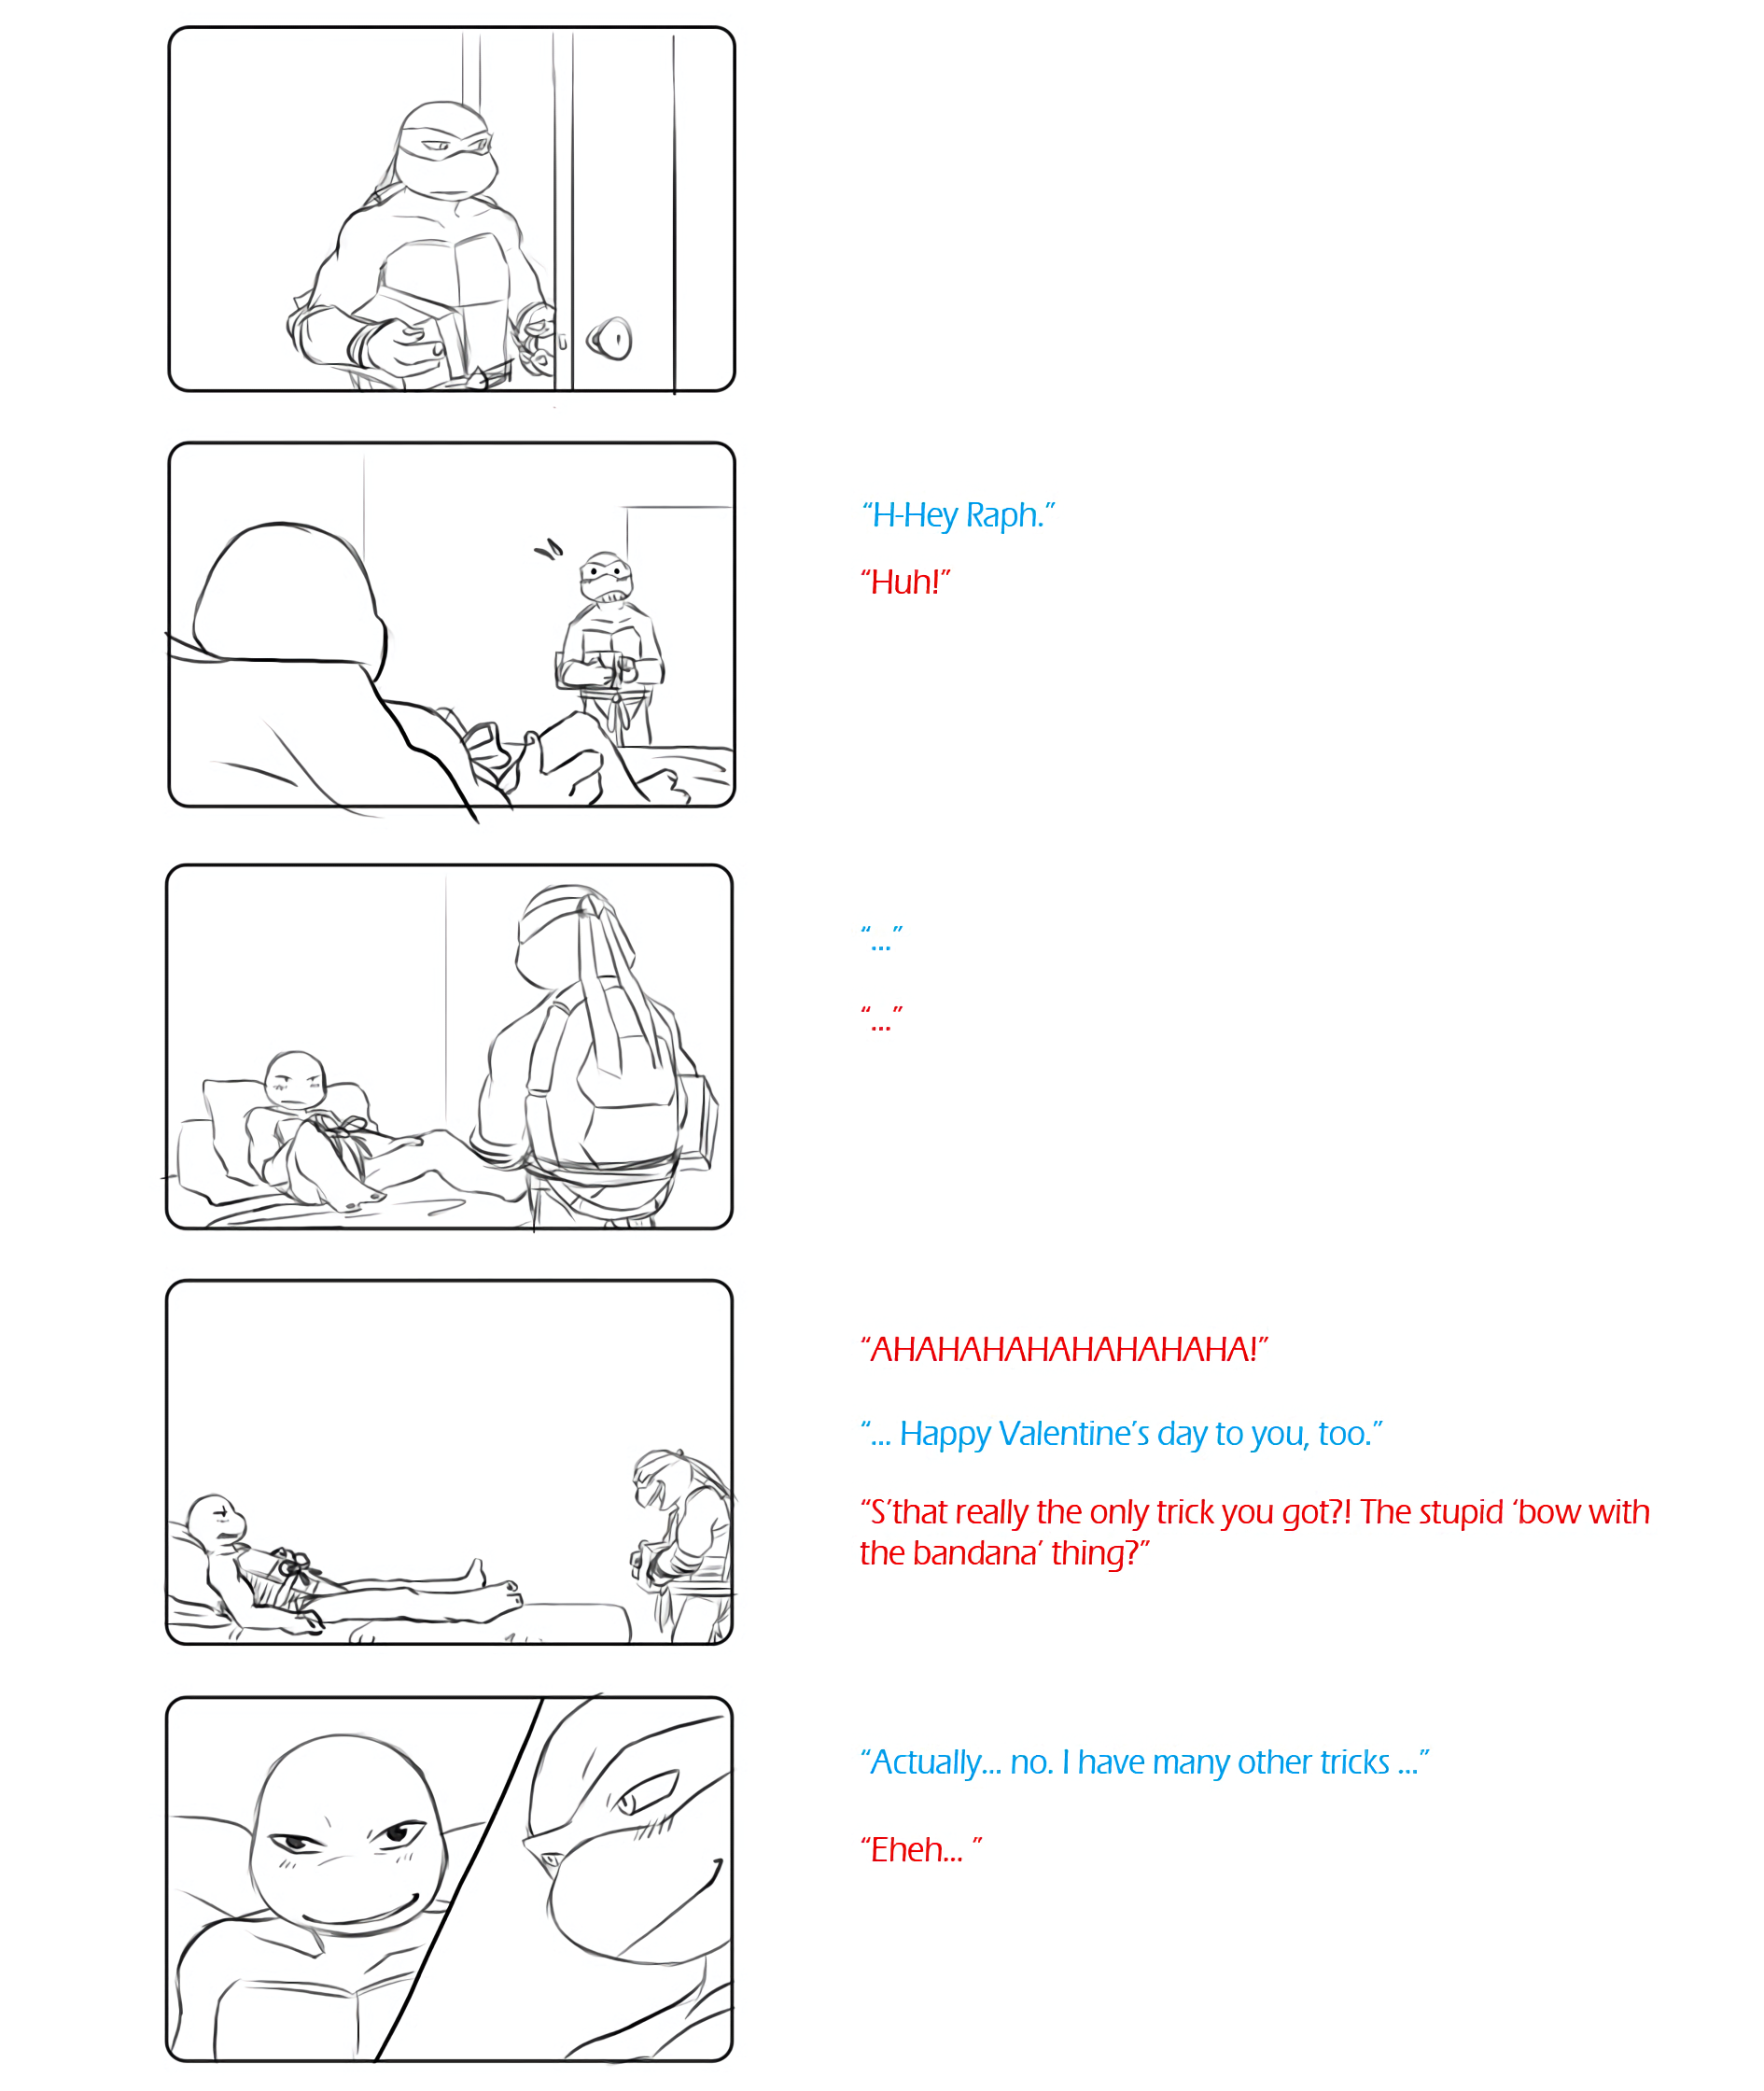 “H-Hey Raph.”
“Huh!”
“...”
“...”
“AHAHAHAHAHAHAHAHA!”
“... Happy Valentine’s day to you, too.”
“S’that really the only trick you got?! The stupid ‘bow with
the bandana’ thing?”
“Actually... no. I have many other tricks ...”
“Eheh... ”